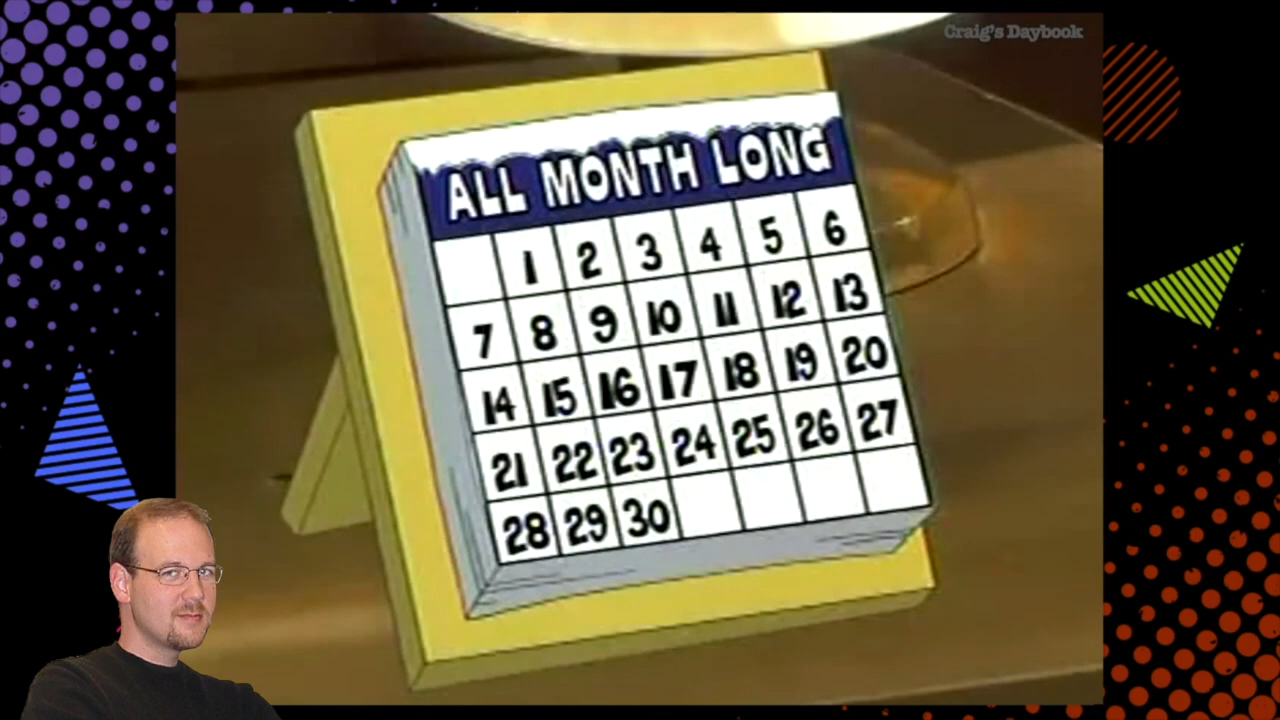 Craig's Daybook
ALL MONTH LONG
1 2 3 4 5 6
7 8 9 10 11 12 13
14 15 16 17 18 19 20
21 22 23 24 25 26 27
28 29 30